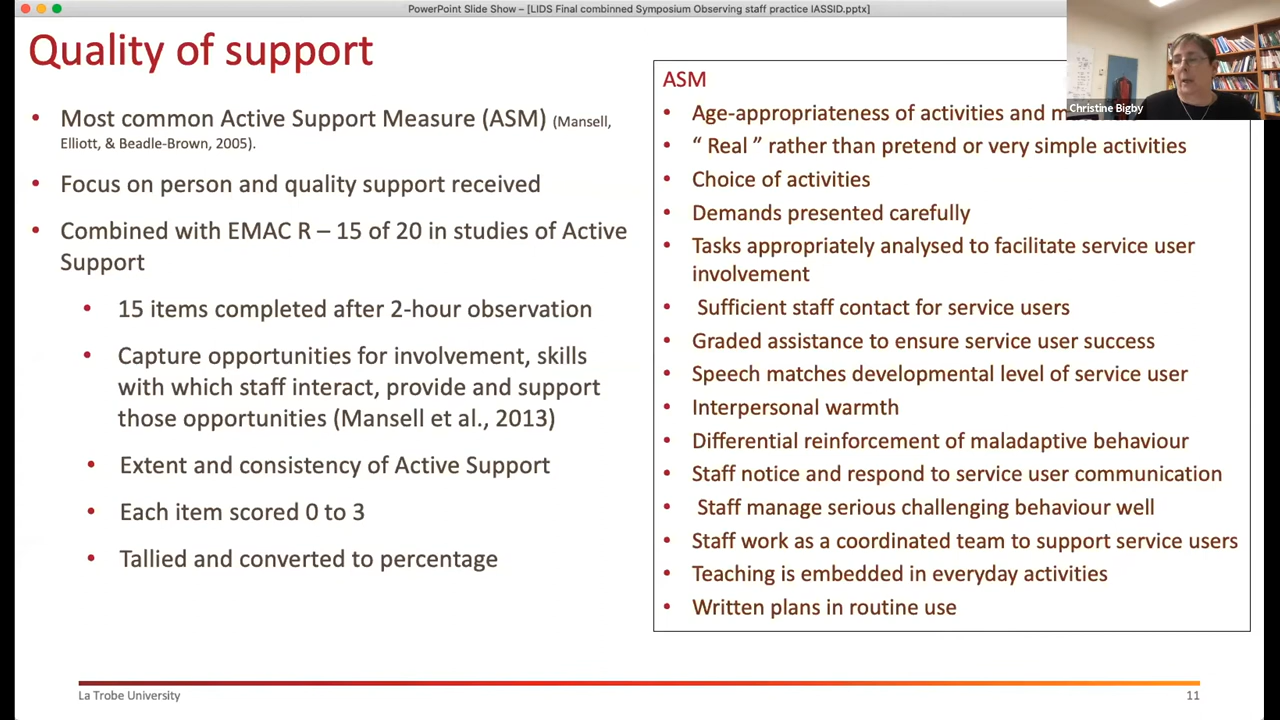 PowerPoint Slide Show – [LIDS Final combinned Symposium Observing staff practice IASSID.pptx]
Quality of support
• Most common Active Support Measure (ASM) (Mansell,
Elliott, & Beadle-Brown, 2005).
• Focus on person and quality support received
• Combined with EMAC R – 15 of 20 in studies of Active
Support
• 15 items completed after 2-hour observation
• Capture opportunities for involvement, skills
with which staff interact, provide and support
those opportunities (Mansell et al., 2013)
• Extent and consistency of Active Support
• Each item scored 0 to 3
• Tallied and converted to percentage
ASM
• Age-appropriateness of activities and
• “ Real ” rather than pretend or very simple activities
• Choice of activities
• Demands presented carefully
• Tasks appropriately analysed to facilitate service user
involvement
• Sufficient staff contact for service users
• Graded assistance to ensure service user success
• Speech matches developmental level of service user
• Interpersonal warmth
• Differential reinforcement of maladaptive behaviour
• Staff notice and respond to service user communication
• Staff manage serious challenging behaviour well
• Staff work as a coordinated team to support service users
• Teaching is embedded in everyday activities
• Written plans in routine use
Christine Bigby
La Trobe University
11